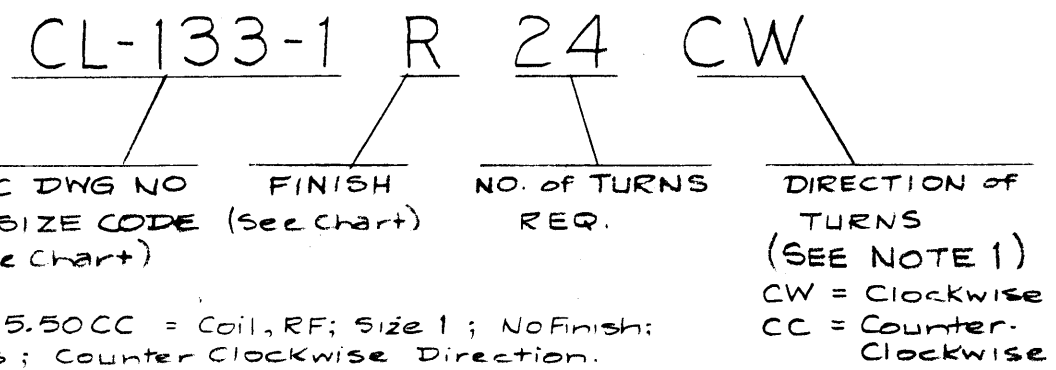 CL-133-1 R 24 CW
C DWG NO FINISH NO. of TURNS DIRECTION of
SIZE CODE (See Chart) REQ. TURNS
e Chart) (SEE NOTE 1)
CW = Clockwise
5.50CC = Coil, RF; Size 1; No Finish: CC = Counter-
; Counter Clockwise Direction. Clockwise